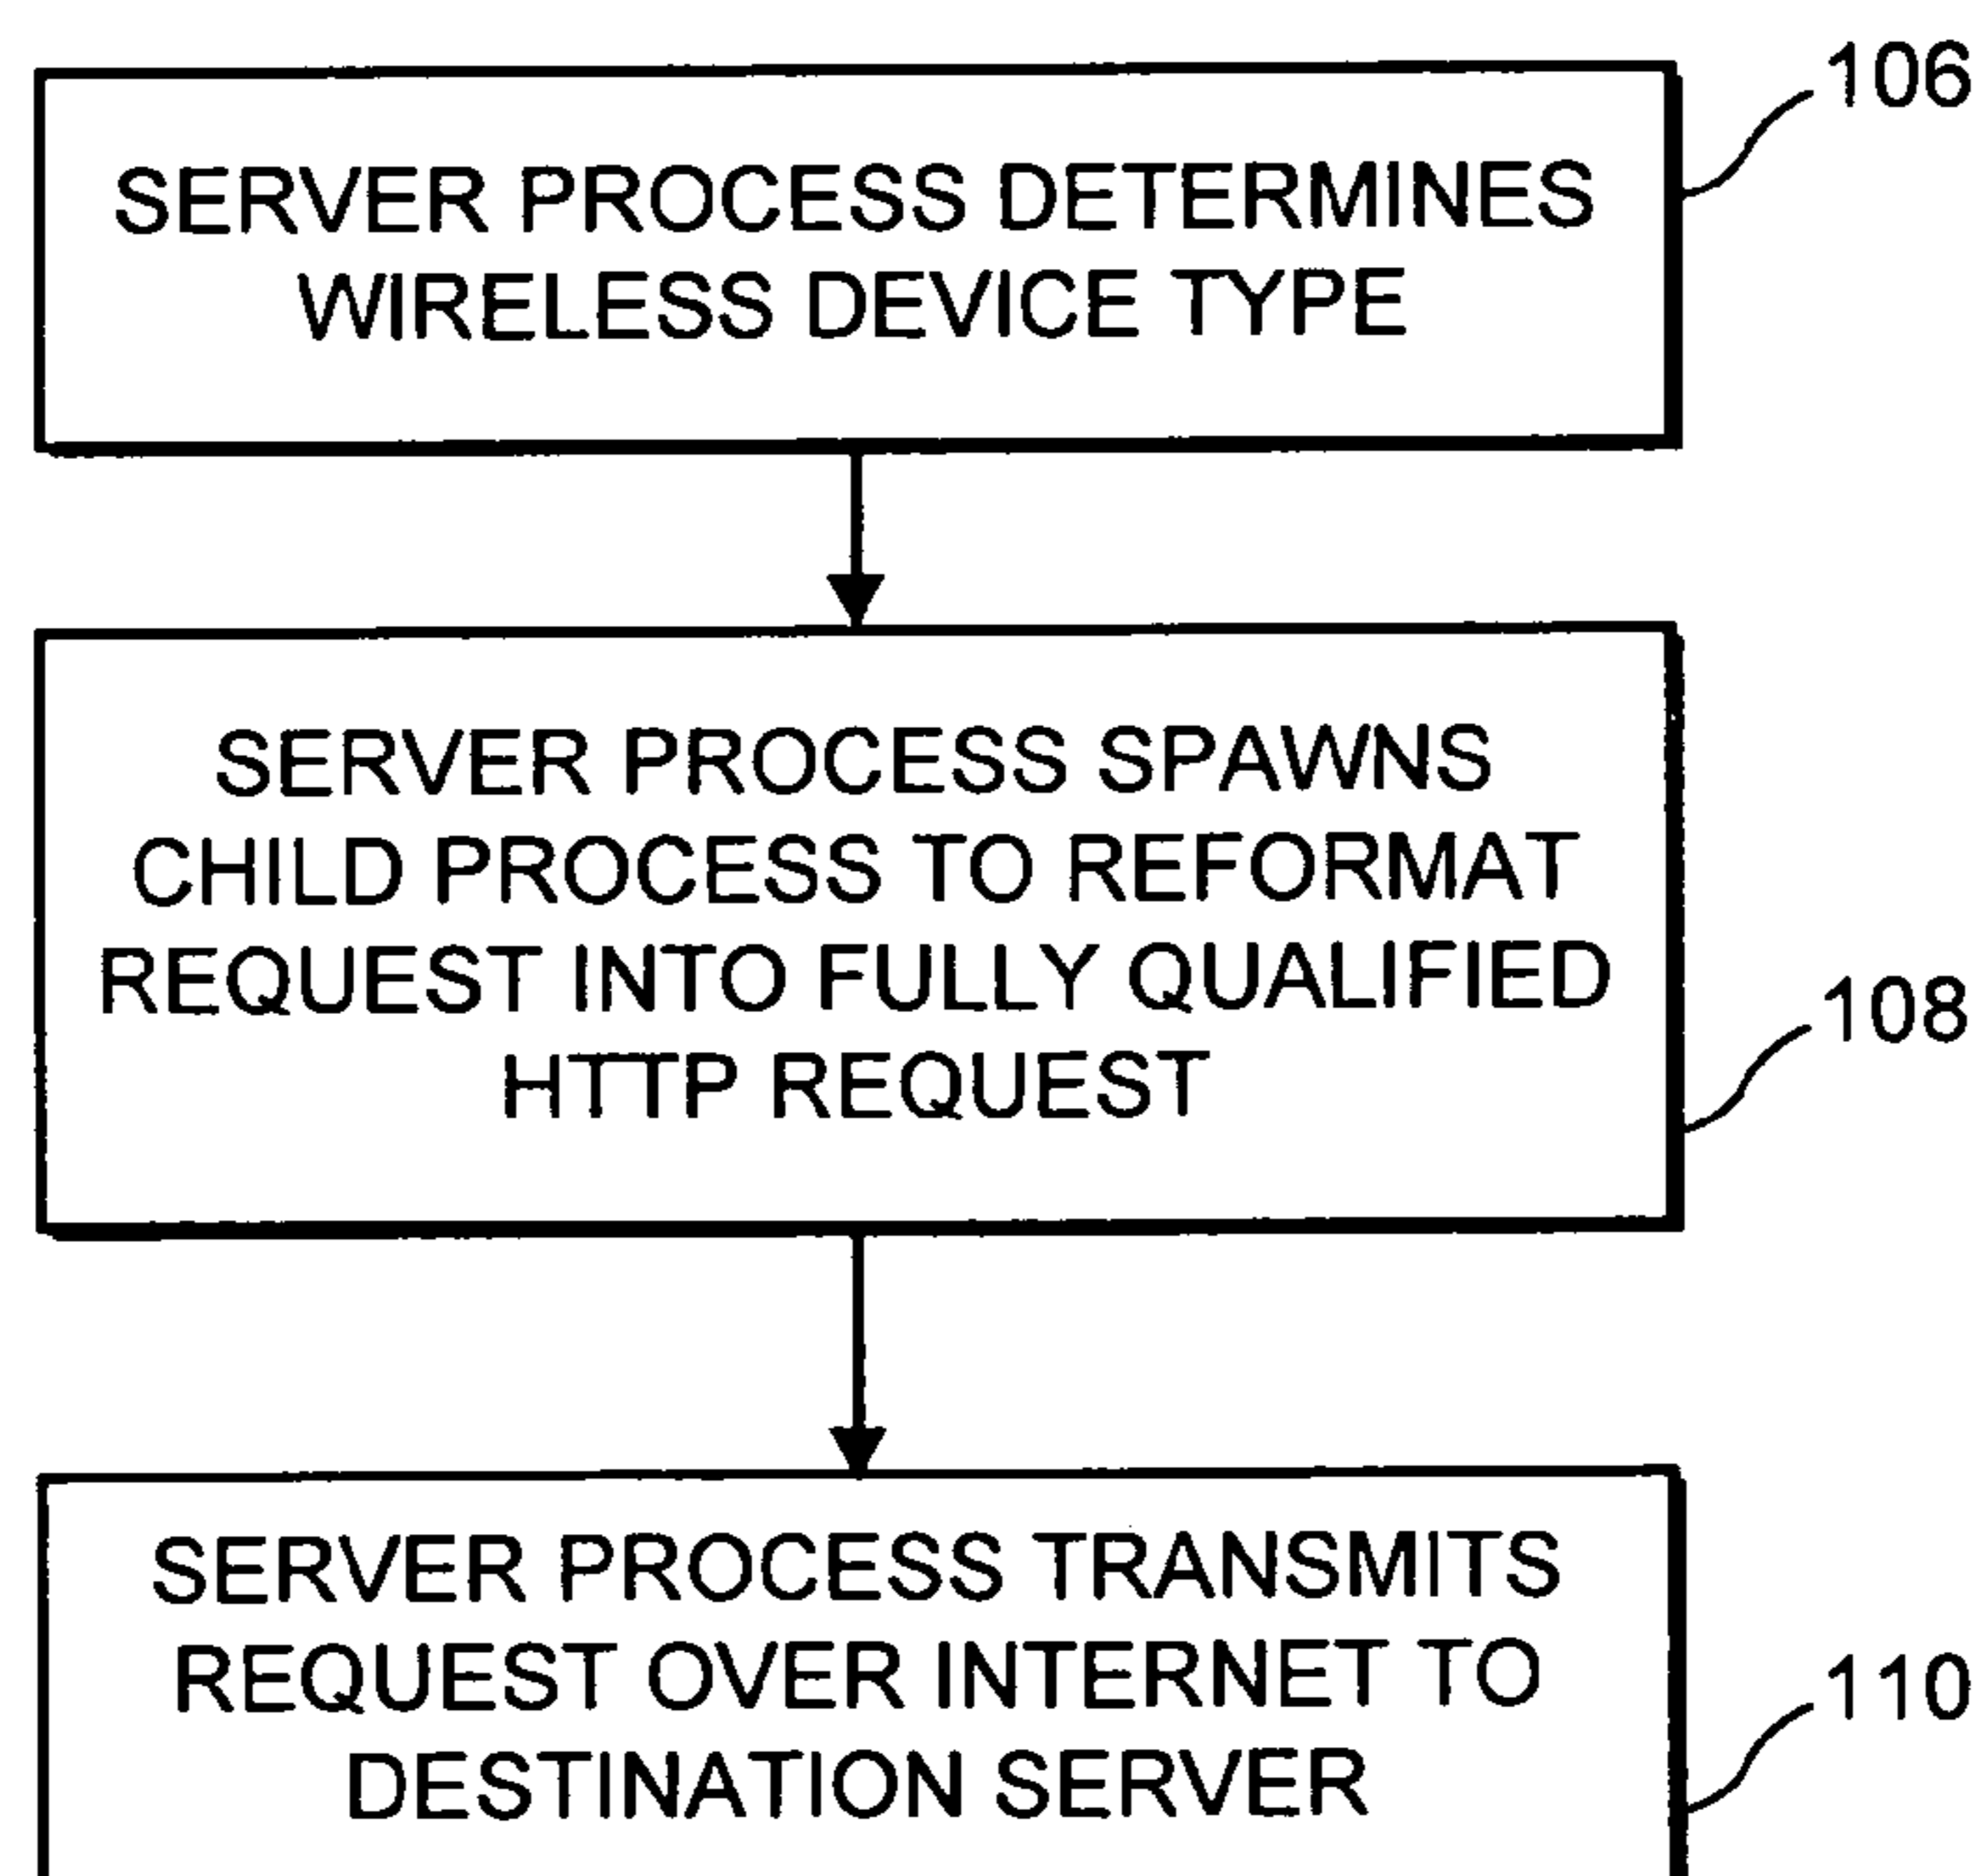 106
SERVER PROCESS DETERMINES
WIRELESS DEVICE TYPE
SERVER PROCESS SPAWNS
CHILD PROCESS TO REFORMAT
REQUEST INTO FULLY QUALIFIED
HTTP REQUEST
108
SERVER PROCESS TRANSMITS
REQUEST OVER INTERNET TO
DESTINATION SERVER
110